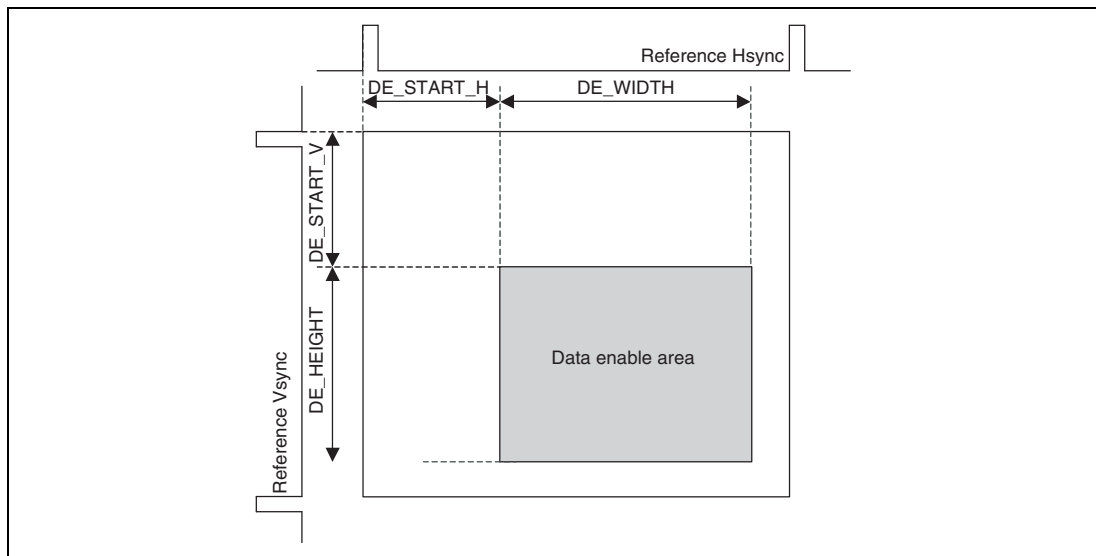 Reference Hsync
DE_START_H
DE_WIDTH
DE_START_V
DE_HEIGHT
Reference Vsync
Data enable area